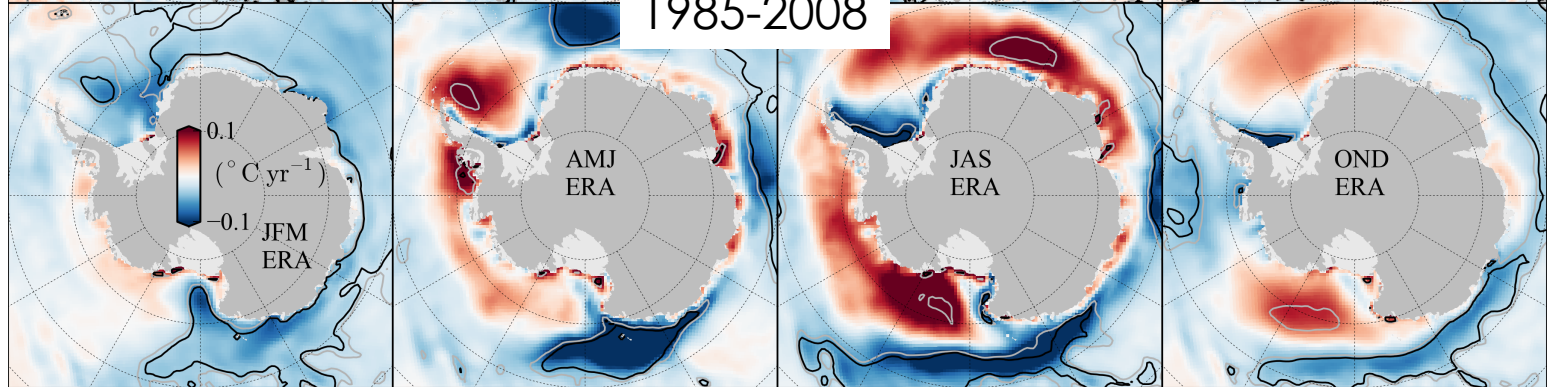 1985-2008
0.1
(°C yr⁻¹)
−0.1
JFM
ERA
AMJ
ERA
JAS
ERA
OND
ERA